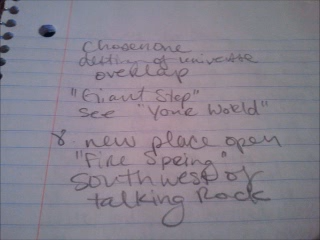 Chosen one
destiny of universe
overlap
"Giant Step"
see "Yone World"
8. new place open
"Fire Spring"
southwest of
talking Rock